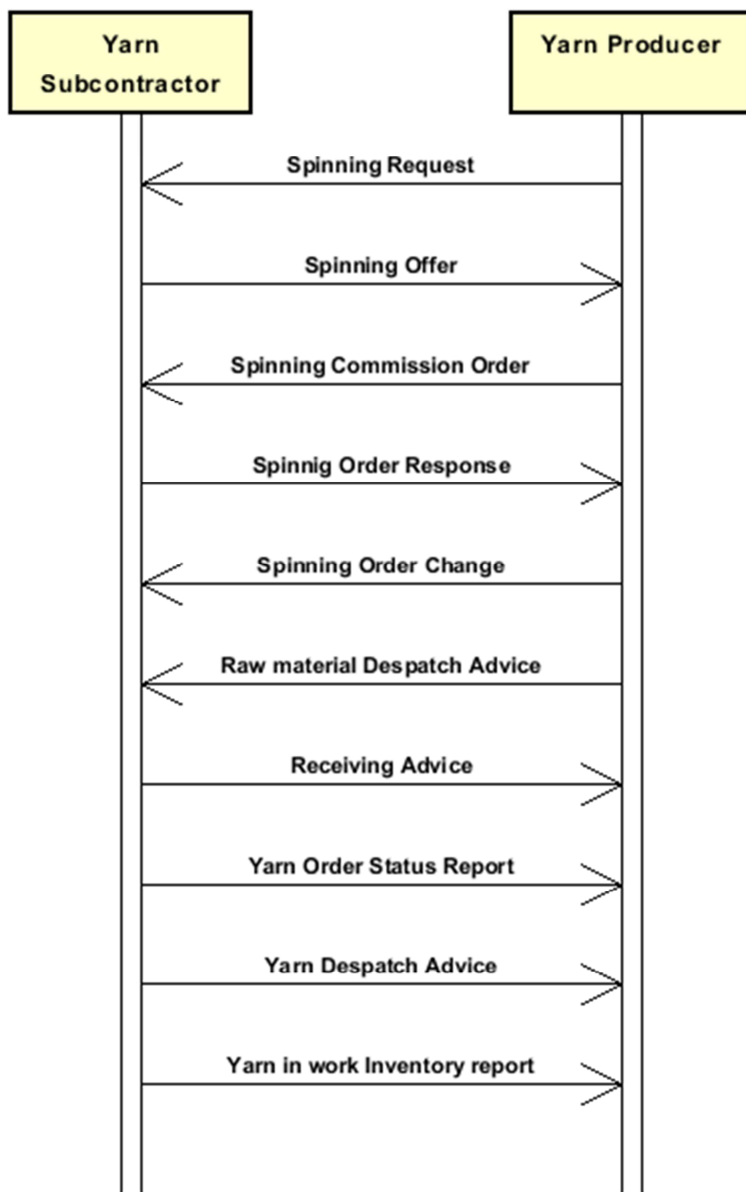 Yarn
Subcontractor
Yarn Producer
Spinning Request
Spinning Offer
Spinning Commission Order
Spinnig Order Response
Spinning Order Change
Raw material Despatch Advice
Receiving Advice
Yarn Order Status Report
Yarn Despatch Advice
Yarn in work Inventory report